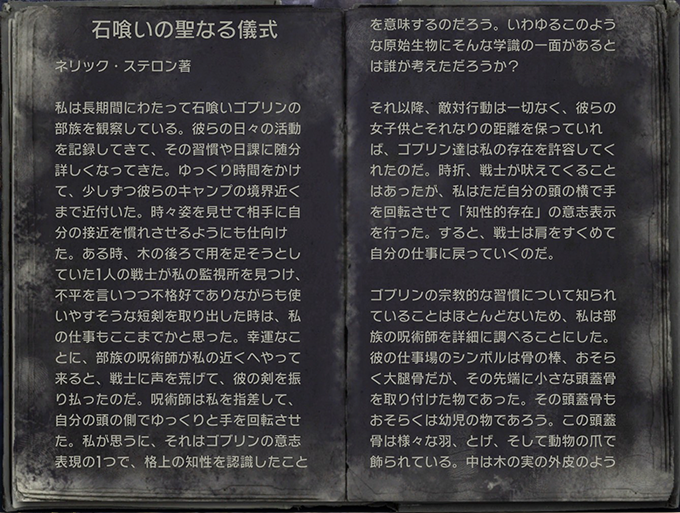 石喰いの聖なる儀式
ネリック・ステロン著
私は長期間にわたって石喰いゴブリンの
部族を観察している。彼らの日々の活動
を記録してきて、その習慣や日課に随分
詳しくなってきた。ゆっくり時間をかけ
て、少しずつ彼らのキャンプの境界近く
まで近付いた。時々姿を見せて相手に自
分の接近を慣れさせるようにも仕向け
た。ある時、木の後ろで用を足そうとし
ていた1人の戦士が私の監視所を見つけ、
不平を言いつつ不格好でありながらも使
いやすそうな短剣を取り出した時は、私
の仕事もここまでかと思った。幸運なこ
とに、部族の呪術師が私の近くへやって
来ると、戦士に声を荒げて、彼の剣を振
り払ったのだ。呪術師は私を指差して、
自分の頭の側でゆっくりと手を回転させ
た。私が思うに、それはゴブリンの意志
表現の1つで、格上の知性を認識したこと
を意味するのだろう。いわゆるこのよう
な原始生物にそんな学識の一面があると
は誰が考えただろうか？
それ以降、敵対行動は一切なく、彼らの
女子供とそれなりの距離を保っていれ
ば、ゴブリン達は私の存在を許容してく
れたのだ。時折、戦士が吠えてくること
はあったが、私はただ自分の頭の横で手
を回転させて「知性的存在」の意志表示
を行った。すると、戦士は肩をすくめて
自分の仕事に戻っていくのだ。
ゴブリンの宗教的な習慣について知られ
ていることはほとんどないため、私は部
族の呪術師を詳細に調べることにした。
彼の仕事場のシンボルは骨の棒、おそら
く大腿骨だが、その先端に小さな頭蓋骨
を取り付けた物であった。その頭蓋骨も
おそらくは幼児の物であろう。この頭蓋
骨は様々な羽、とげ、そして動物の爪で
飾られている。中は木の実の外皮のよう